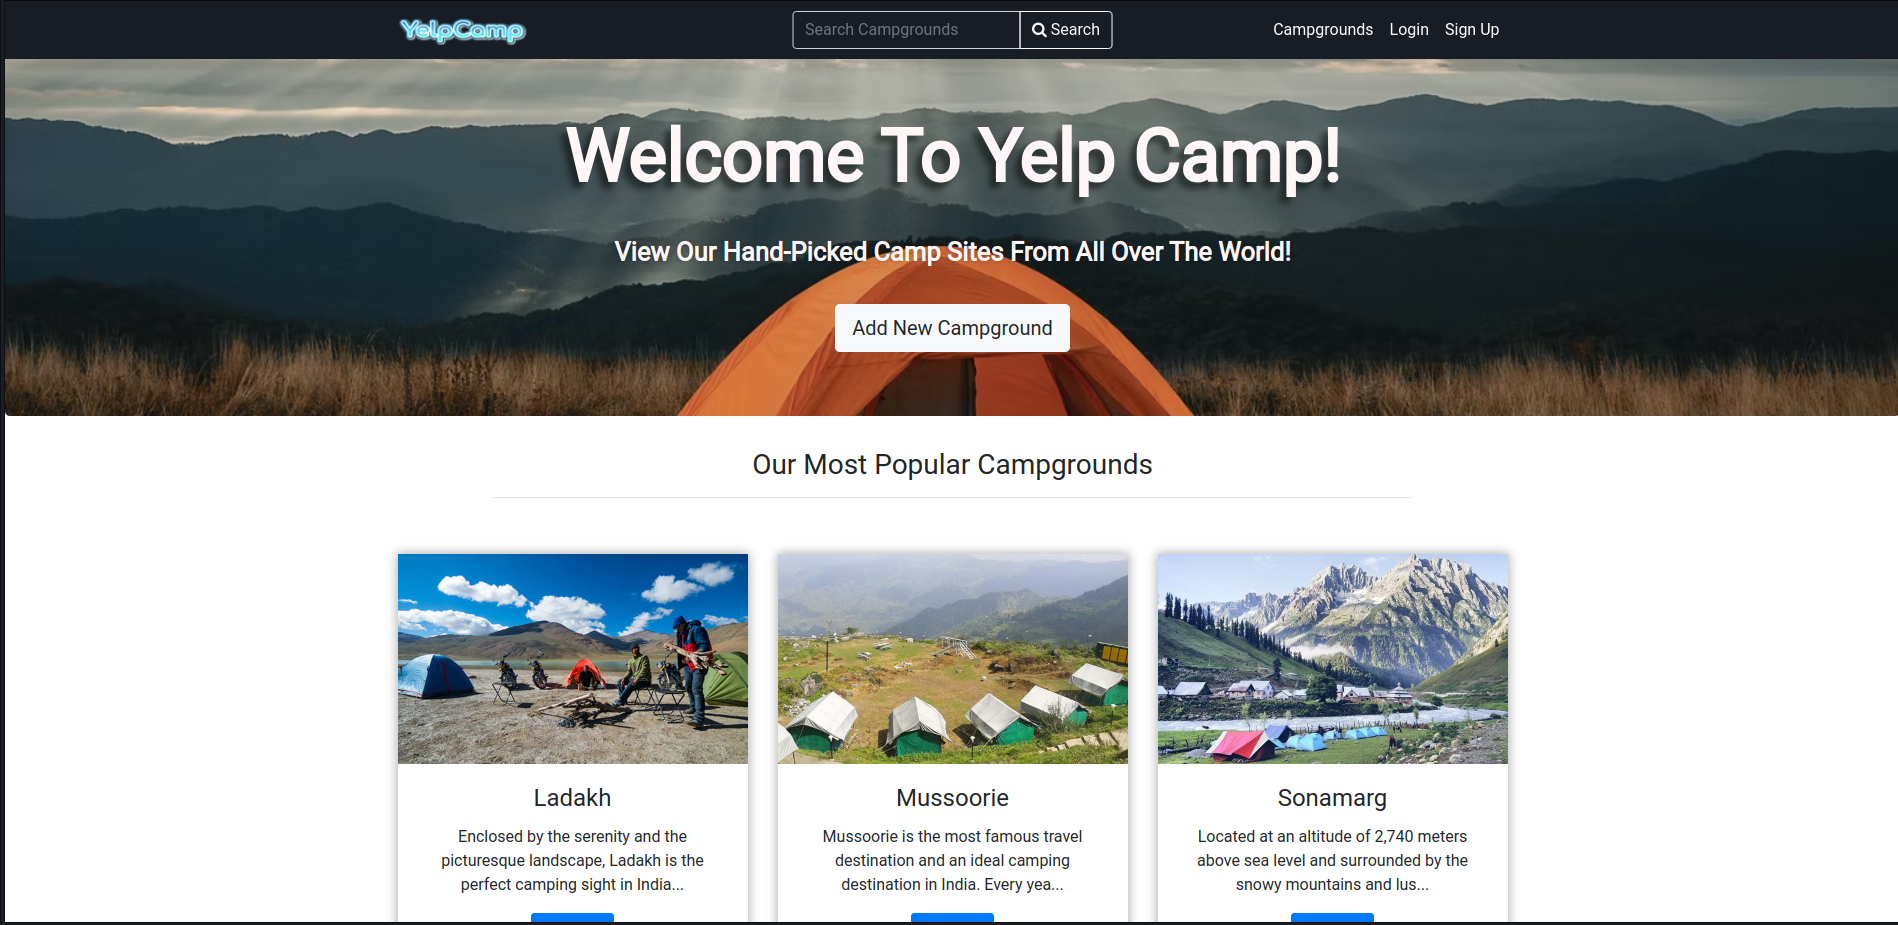 YelpCamp
Search Campgrounds
Search
Campgrounds
Login
Sign Up
Welcome To Yelp Camp!
View Our Hand-Picked Camp Sites From All Over The World!
Add New Campground
Our Most Popular Campgrounds
Ladakh
Enclosed by the serenity and the
picturesque landscape, Ladakh is the
perfect camping sight in India...
Mussoorie
Mussoorie is the most famous travel
destination and an ideal camping
destination in India. Every yea...
Sonamarg
Located at an altitude of 2,740 meters
above sea level and surrounded by the
snowy mountains and lus...